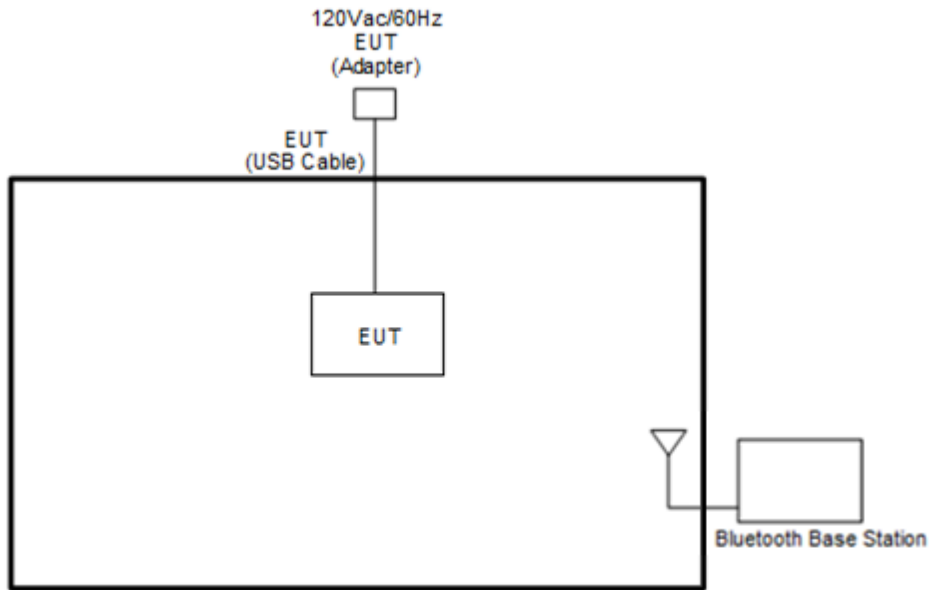 120Vac/60Hz
EUT
(Adapter)
EUT
(USB Cable)
EUT
Bluetooth Base Station